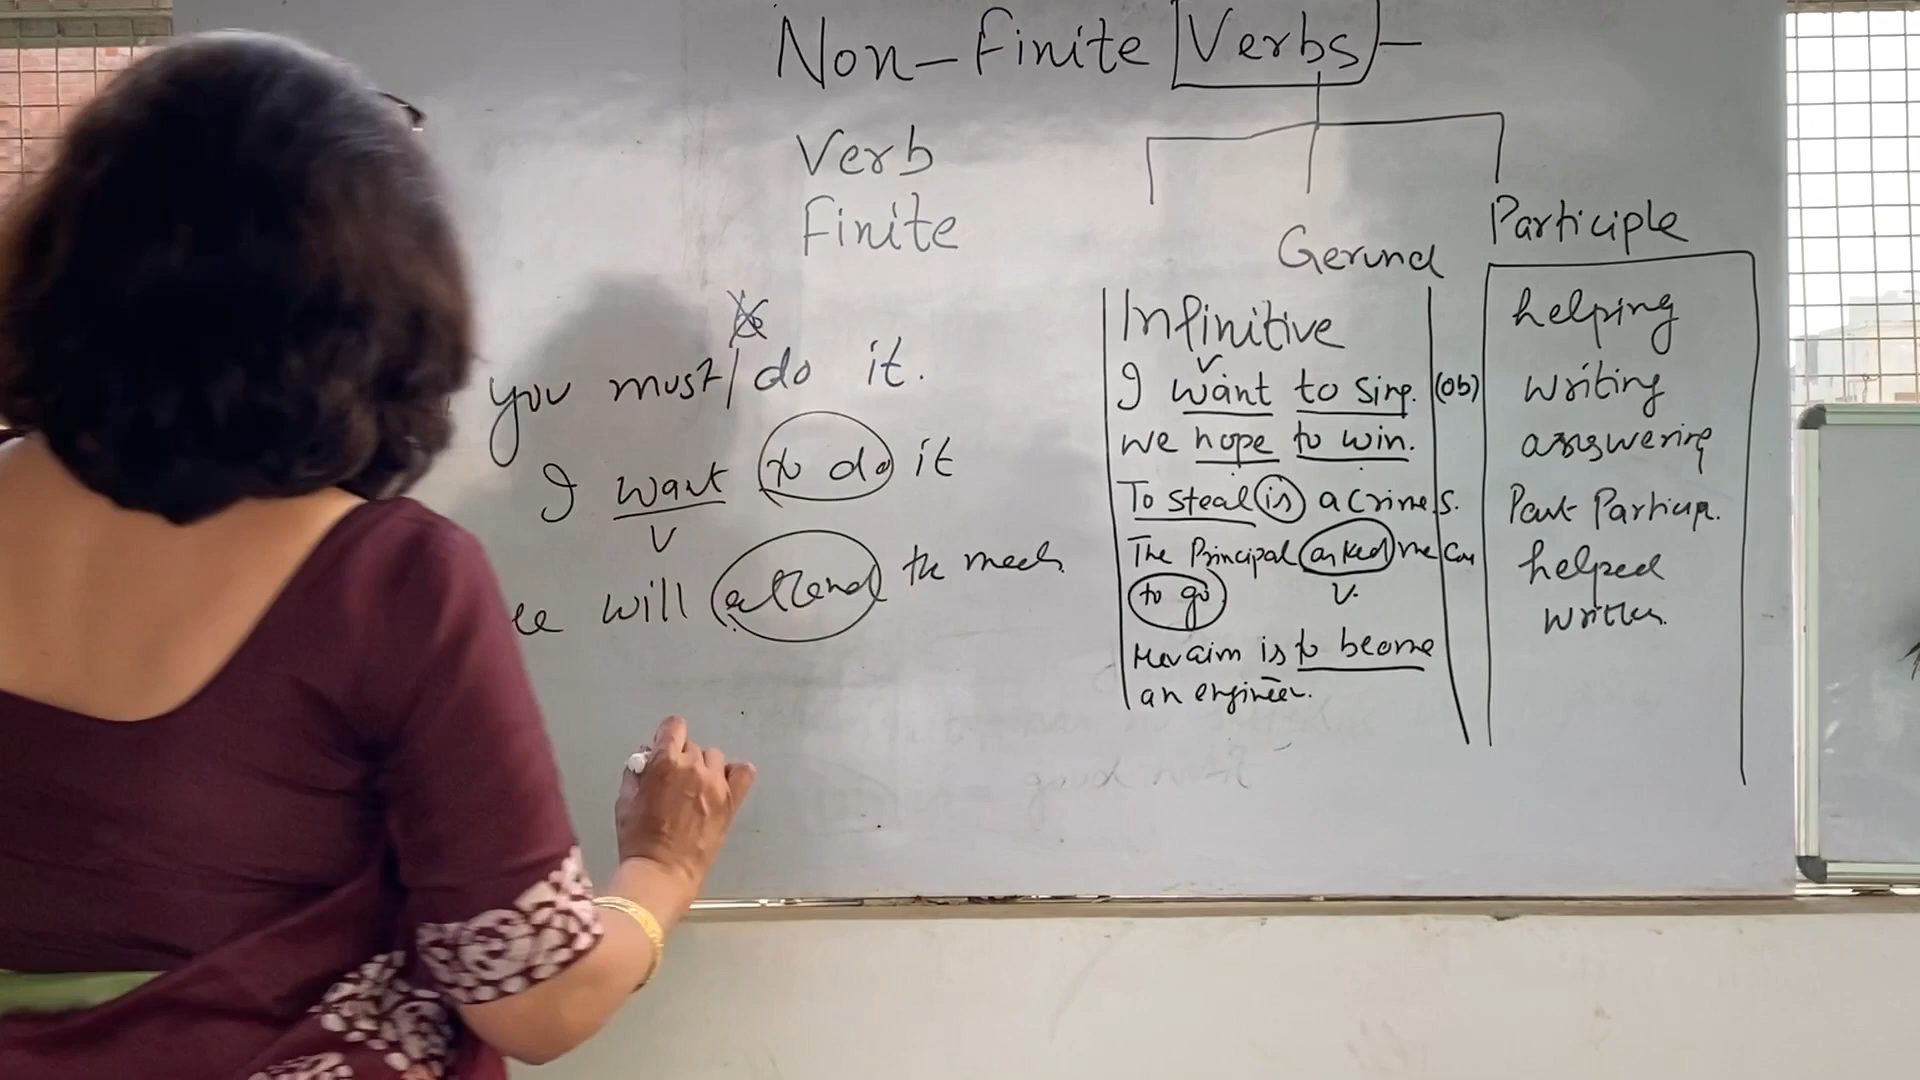 Non-Finite Verbs-
Verb
Finite
you must / do it.
I want to do it
V
will attend the
Gerund
Participle
Infinitive
V
I want to sing. (Ob)
we hope to win.
To steal is a crime S.
The Principal asked me
to go V.
Her aim is to become
an engineer.
helping
writing
answering
Past Particip.
helped
written